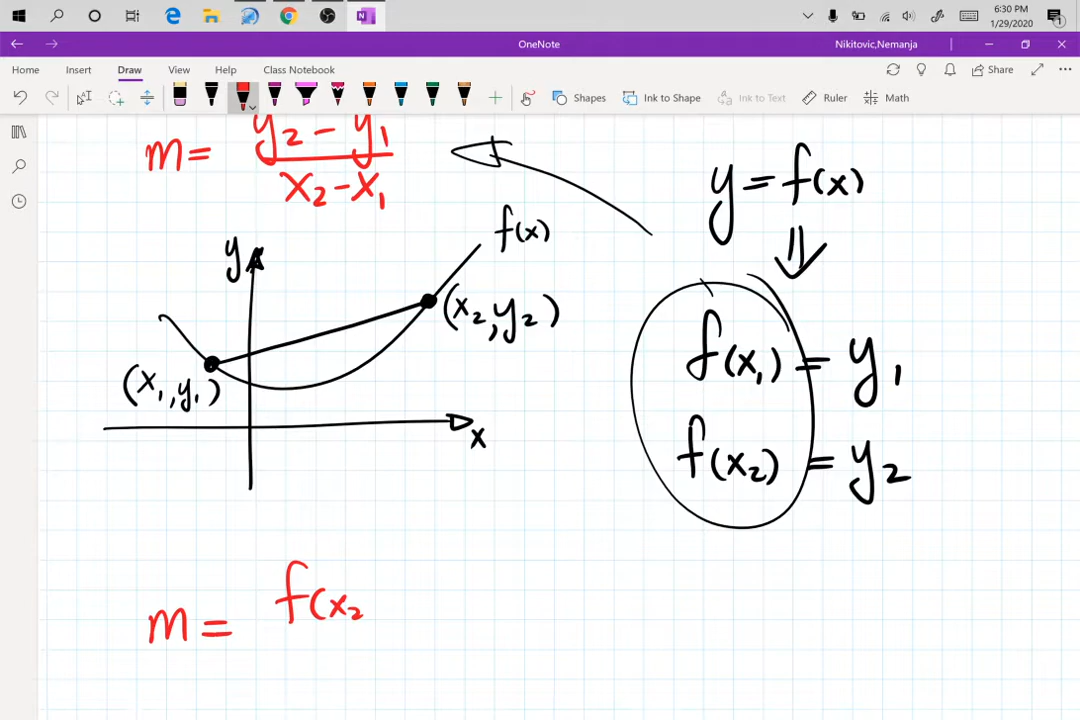 6:30 PM
1/29/2020
OneNote
Nikitovic,Nemanja
Home Insert Draw View Help Class Notebook
Share
Shapes Ink to Shape Ink to Text Ruler Math
m = y₂ - y₁ / x₂ - x₁
y = f(x)
⇓
f(x)
y
(x₂, y₂)
(x₁, y₁)
x
f(x₁) = y₁
f(x₂) = y₂
m = f(x₂